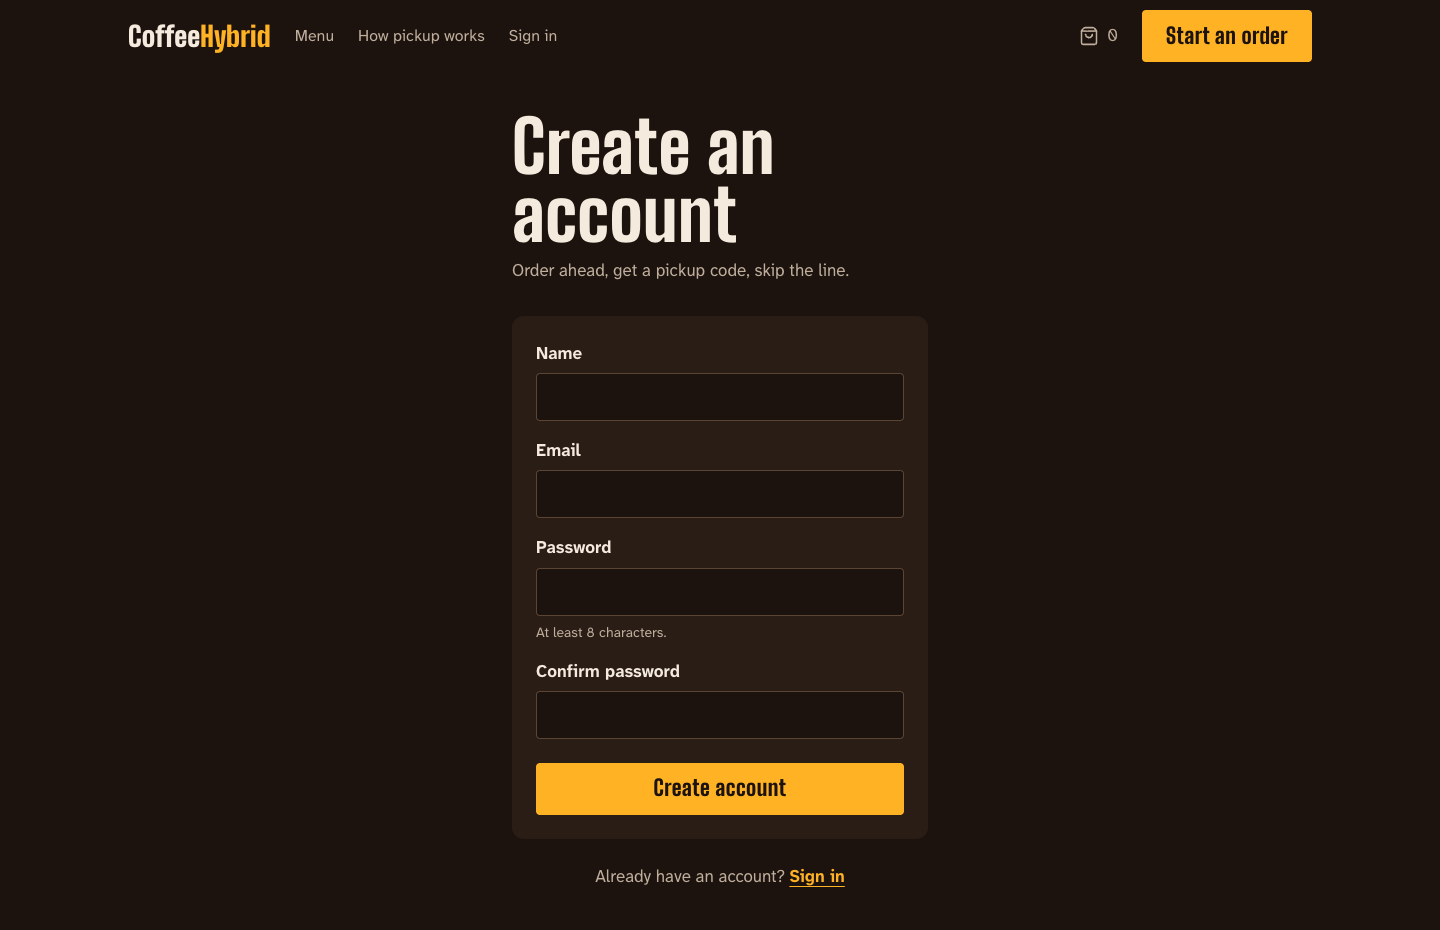 CoffeeHybrid Menu How pickup works Sign in 0 Start an order
Create an
account
Order ahead, get a pickup code, skip the line.
Name
Email
Password
At least 8 characters.
Confirm password
Create account
Already have an account? Sign in